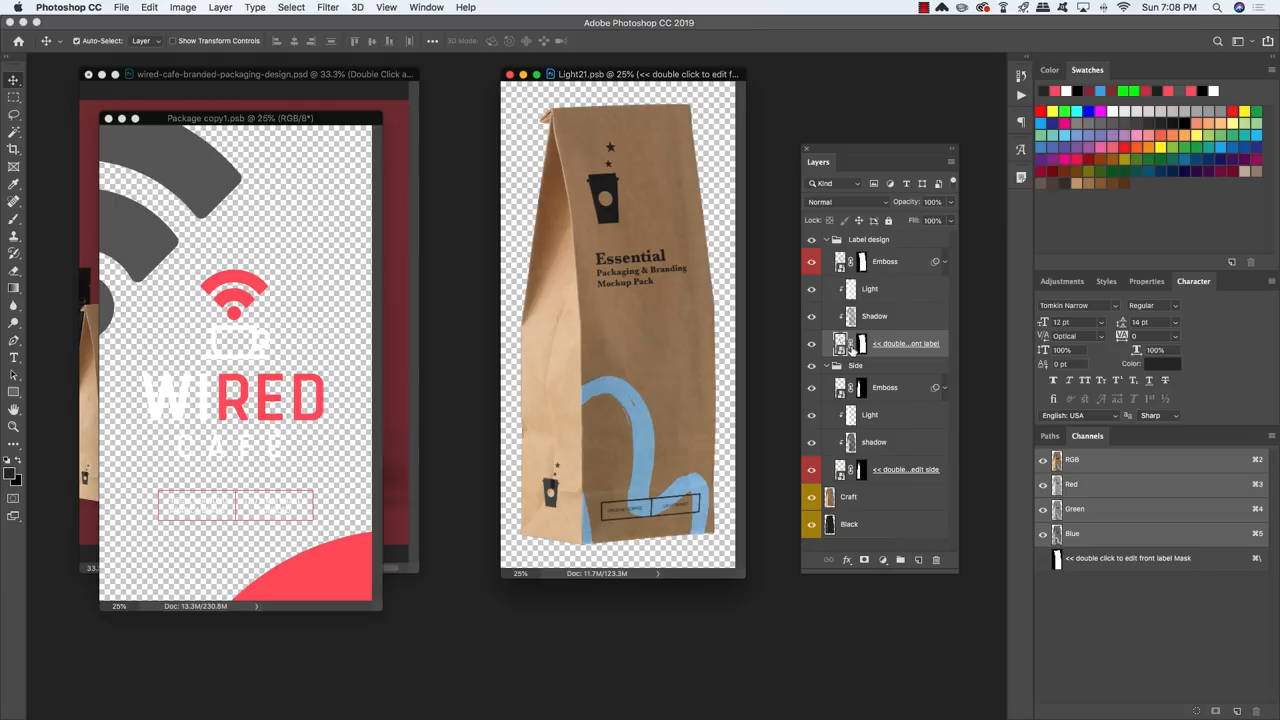 Photoshop CC File Edit Image Layer Type Select Filter 3D View Window Help Sun 7:08 PM
Adobe Photoshop CC 2019
Auto-Select: Layer Show Transform Controls 3D Mode:
wired-cafe-branded-packaging-design.psd @ 33.3% (Double Click a...
Package copy1.psb @ 25% (RGB/8*)
WIRED
CAFE
33.
25% Doc: 13.3M/230.8M
Light21.psb @ 25% (<< double click to edit f...
Essential
Packaging & Branding
Mockup Pack
25% Doc: 11.7M/123.3M
Layers
Kind
Normal Opacity: 100%
Lock: Fill: 100%
Label design
Emboss
Light
Shadow
<< double...ont label
Side
Emboss
Light
shadow
<< double...edit side
Craft
Black
fx
Color Swatches
Adjustments Styles Properties Character
Tomkin Narrow Regular
12 pt 14 pt
Optical 0
100% 100%
0 pt Color:
English: USA Sharp
Paths Channels
RGB ⌘2
Red ⌘3
Green ⌘4
Blue ⌘5
<< double click to edit front label Mask ⌘\